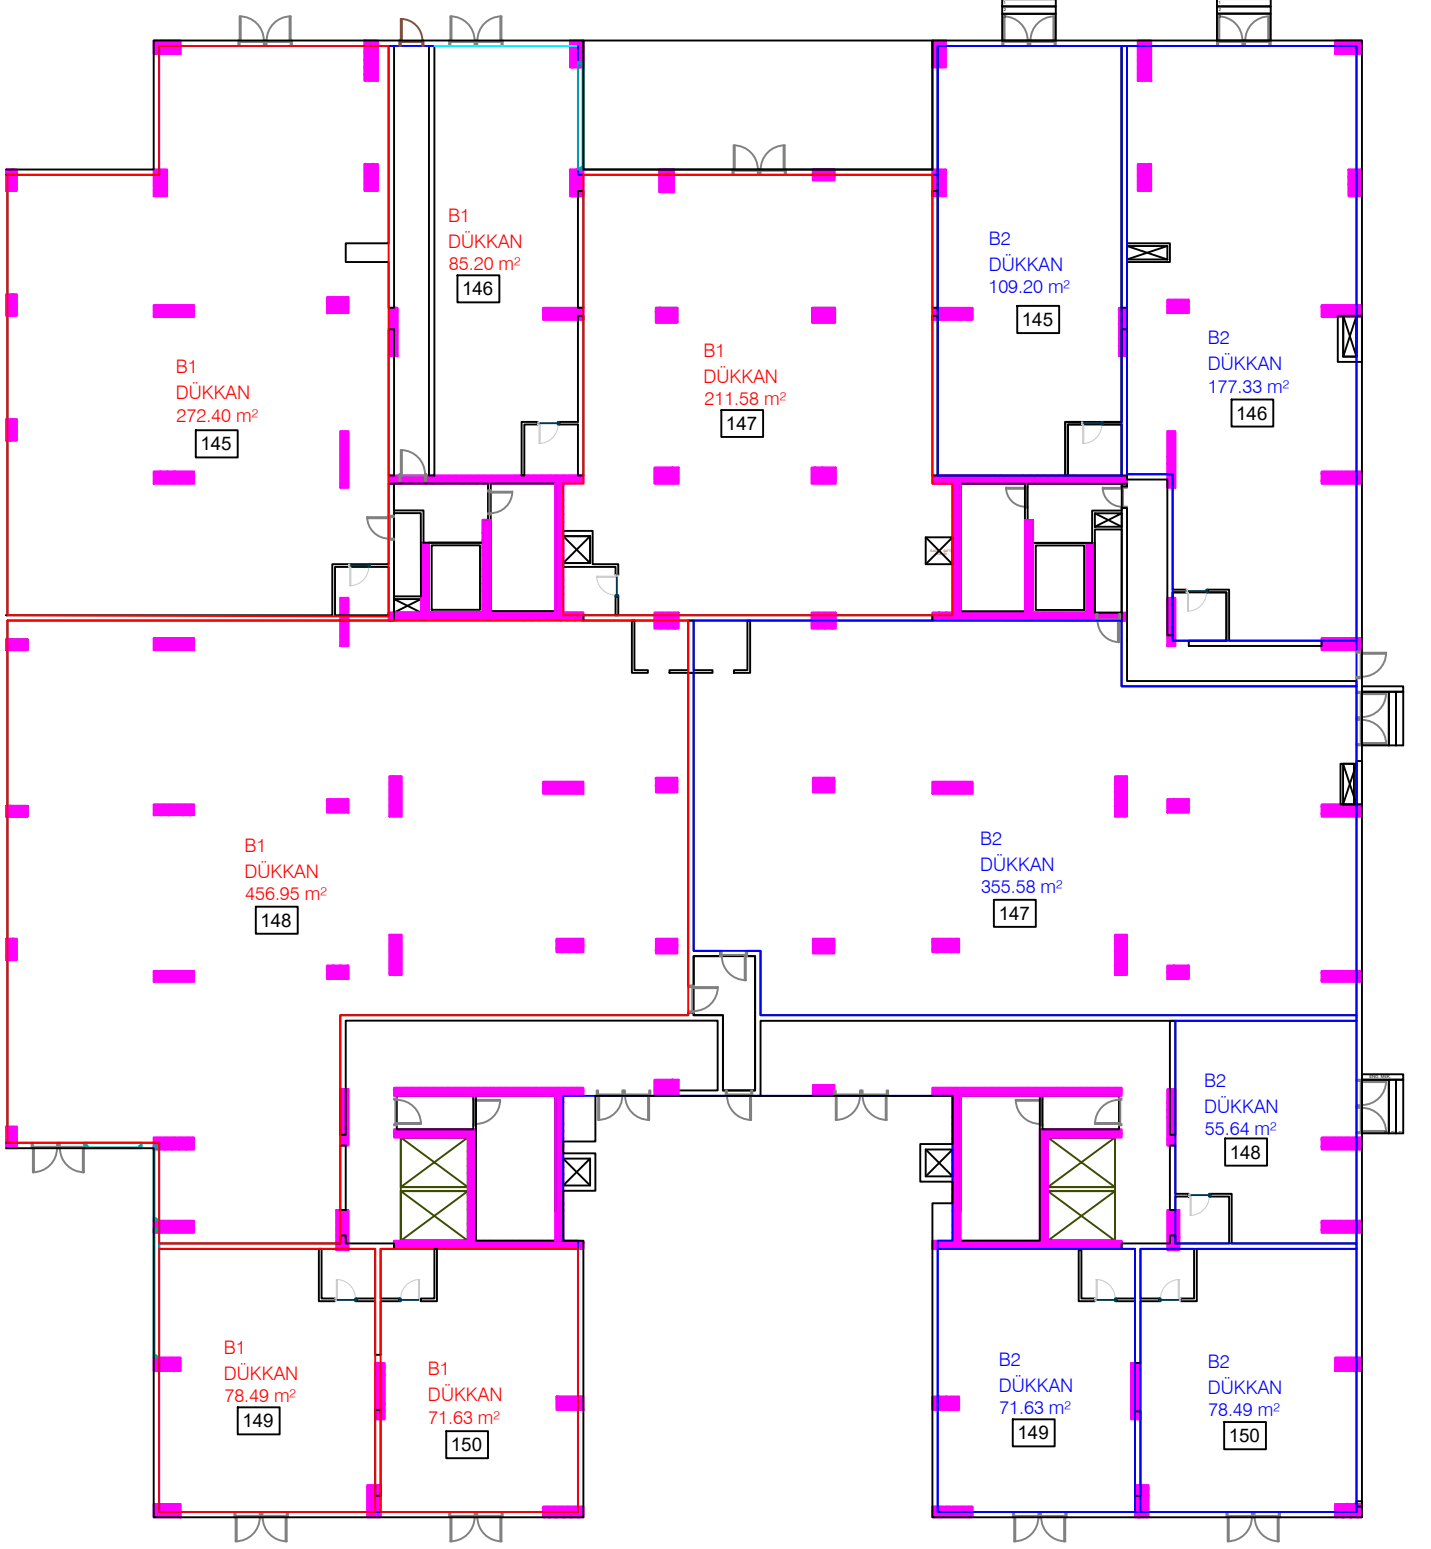 B1
DÜKKAN
85.20 m²
146
B2
DÜKKAN
109.20 m²
145
B1
DÜKKAN
272.40 m²
145
B1
DÜKKAN
211.58 m²
147
B2
DÜKKAN
177.33 m²
146
B1
DÜKKAN
456.95 m²
148
B2
DÜKKAN
355.58 m²
147
B2
DÜKKAN
55.64 m²
148
B1
DÜKKAN
78.49 m²
149
B1
DÜKKAN
71.63 m²
150
B2
DÜKKAN
71.63 m²
149
B2
DÜKKAN
78.49 m²
150